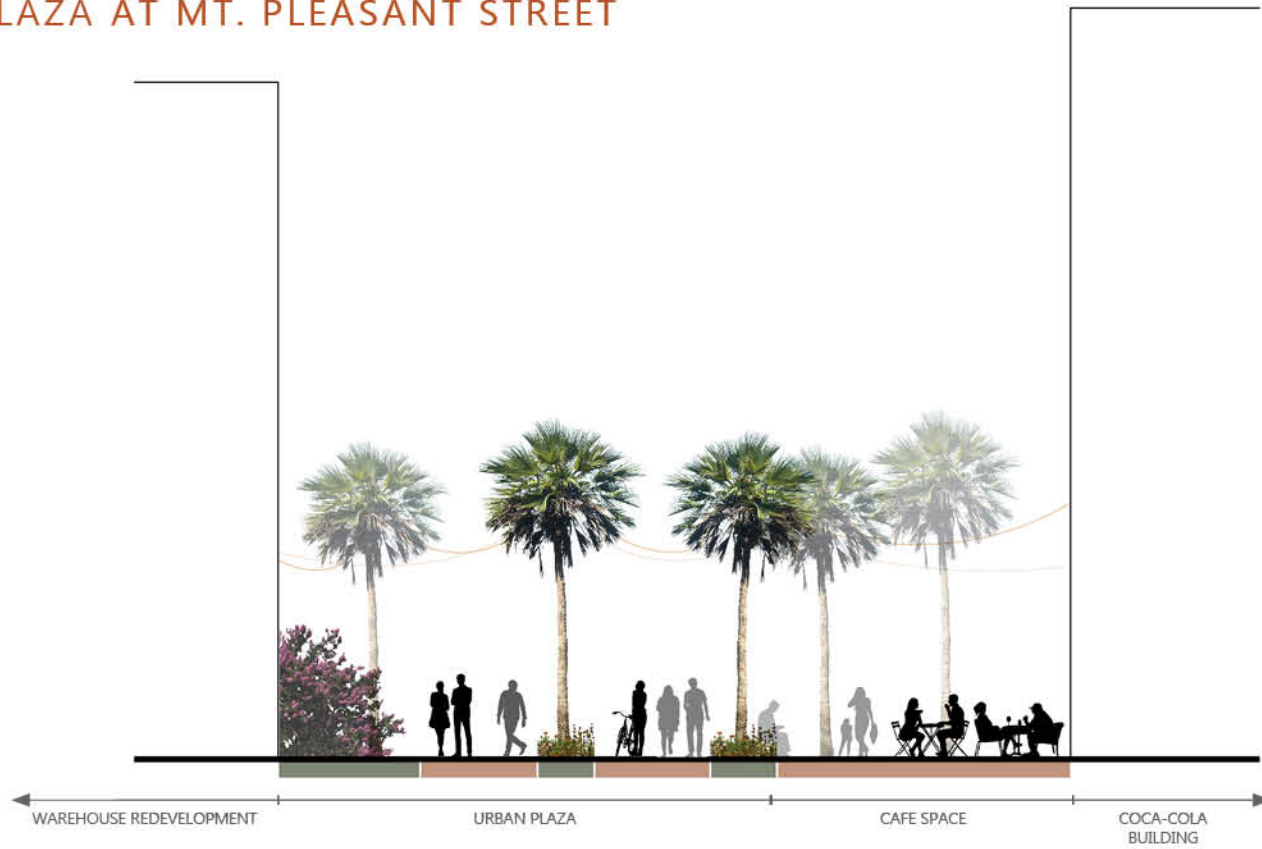 LAZA AT MT. PLEASANT STREET
WAREHOUSE REDEVELOPMENT
URBAN PLAZA
CAFE SPACE
COCA-COLA
BUILDING